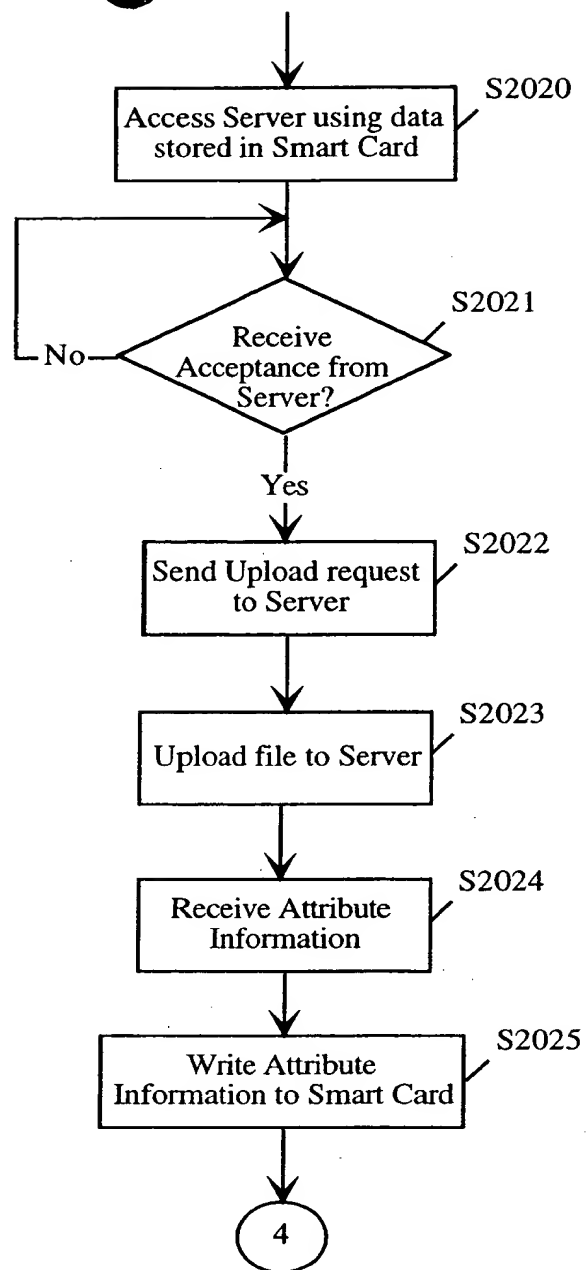 S2020
Access Server using data
stored in Smart Card
S2021
Receive
Acceptance from
Server?
No
Yes
S2022
Send Upload request
to Server
S2023
Upload file to Server
S2024
Receive Attribute
Information
S2025
Write Attribute
Information to Smart Card
4